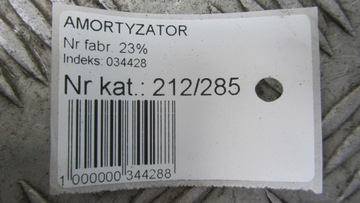 AMORTYZATOR
Nr fabr. 23%
Indeks: 034428
Nr kat.: 212/285
1 000000 344288